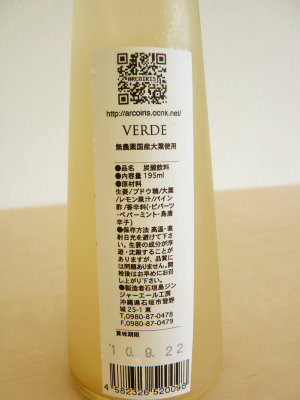 ARCOIRIS
http://arcoiris.ocnk.net/
VERDE
無農薬国産大葉使用
●品名 炭酸飲料
●内容量 195ml
●原材料
生姜/ブドウ糖/大葉
/レモン果汁/パイン
酢/香辛料(・ピパーツ
・ペパーミント・島唐
辛子)
●保存方法 高温・直
射日光を避けて下さ
い。生姜の成分が浮
遊・沈殿することが
ありますが、品質に
は問題ありません。開
栓後はお早めにお召
し上がり下さい。
●製造者 石垣島ジン
ジャーエール工房
沖縄県石垣市登野
城25-1 東
T,0980-87-0478
F,0980-87-0479
賞味期限
'10.9.22
4582326520098